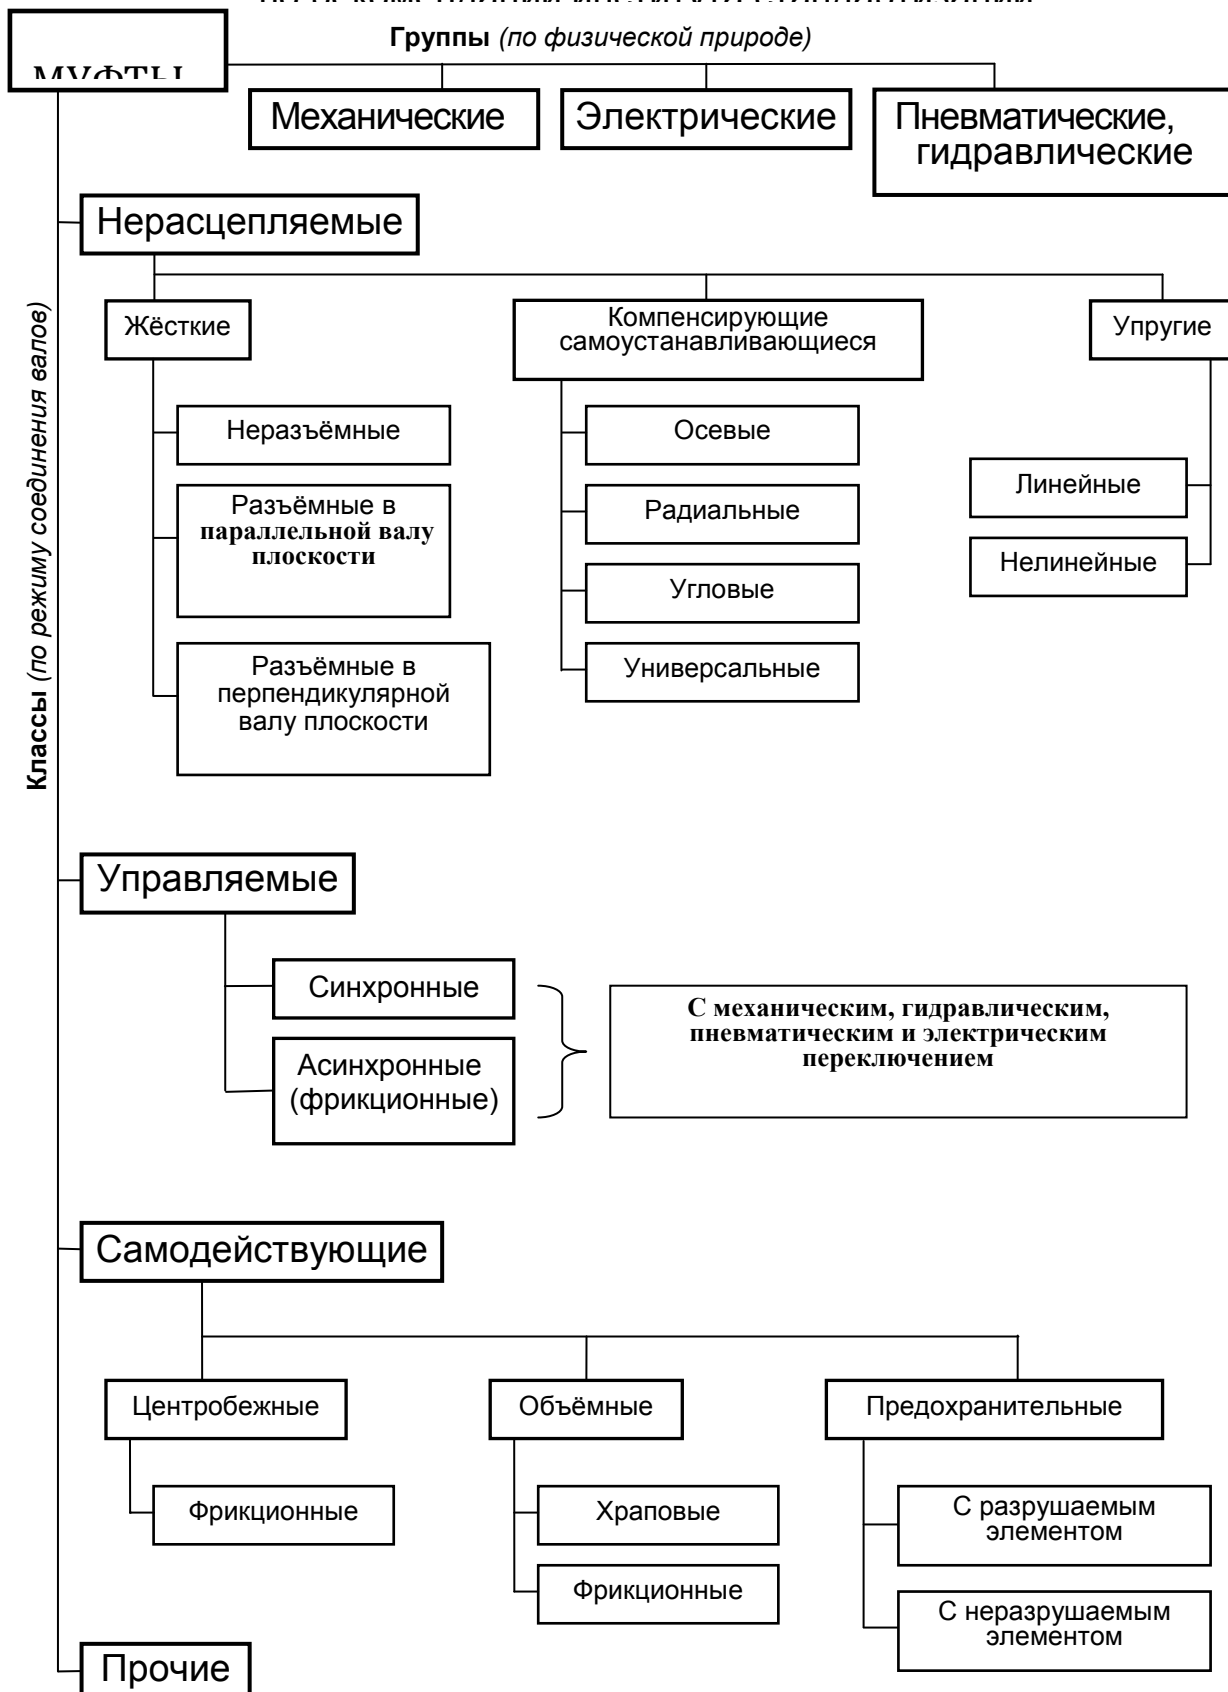 Группы (по физической природе)
МУФТЫ
Механические
Электрические
Пневматические,
гидравлические
Классы (по режиму соединения валов)
Нерасцепляемые
Жёсткие
Компенсирующие
самоустанавливающиеся
Упругие
Неразъёмные
Разъёмные в
параллельной валу
плоскости
Разъёмные в
перпендикулярной
валу плоскости
Осевые
Радиальные
Угловые
Универсальные
Линейные
Нелинейные
Управляемые
Синхронные
Асинхронные
(фрикционные)
С механическим, гидравлическим,
пневматическим и электрическим
переключением
Самодействующие
Центробежные
Объёмные
Предохранительные
Фрикционные
Храповые
Фрикционные
С разрушаемым
элементом
С неразрушаемым
элементом
Прочие